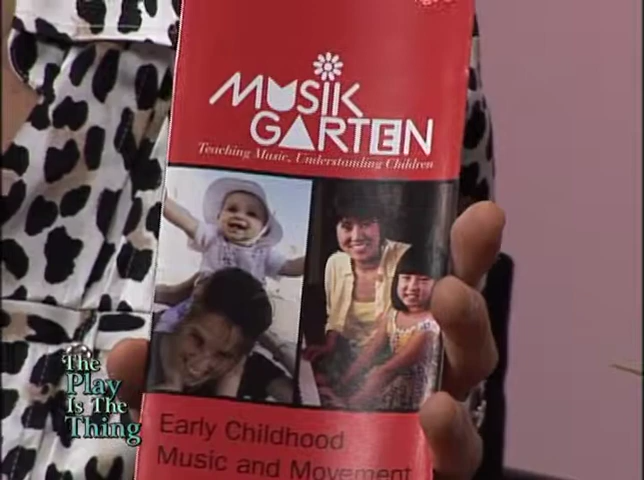 MUSIK
GARTEN
Teaching Music, Understanding Children
Early Childhood
Music and Movement
The
Play
Is The
Thing